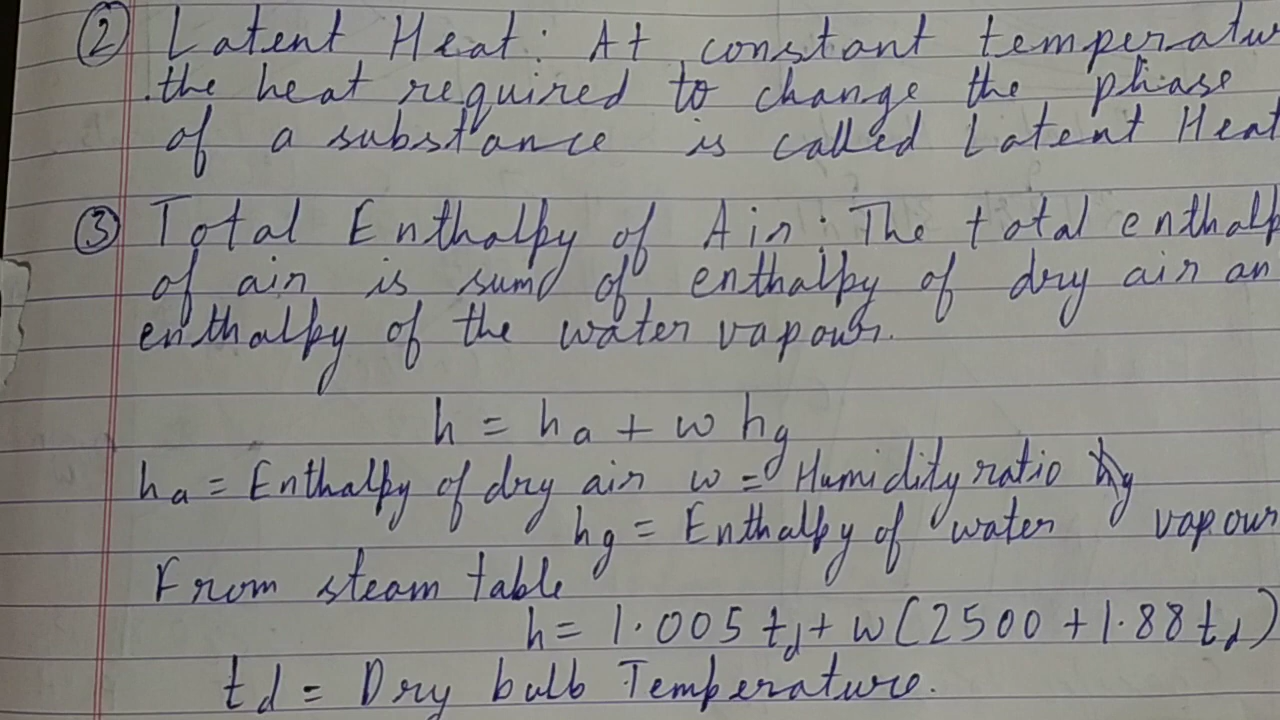 ② Latent Heat: At constant temperatu
the heat required to change the phase
of a substance is called Latent Heat
③ Total Enthalpy of Air: The total enthalp
of air is sum of enthalpy of dry air an
enthalpy of the water vapour.
h = ha + w hg
ha = Enthalpy of dry air w = Humidity ratio
hg = Enthalpy of water vapour
From steam table
h = 1.005 td + w (2500 + 1.88 td)
td = Dry bulb Temperature.